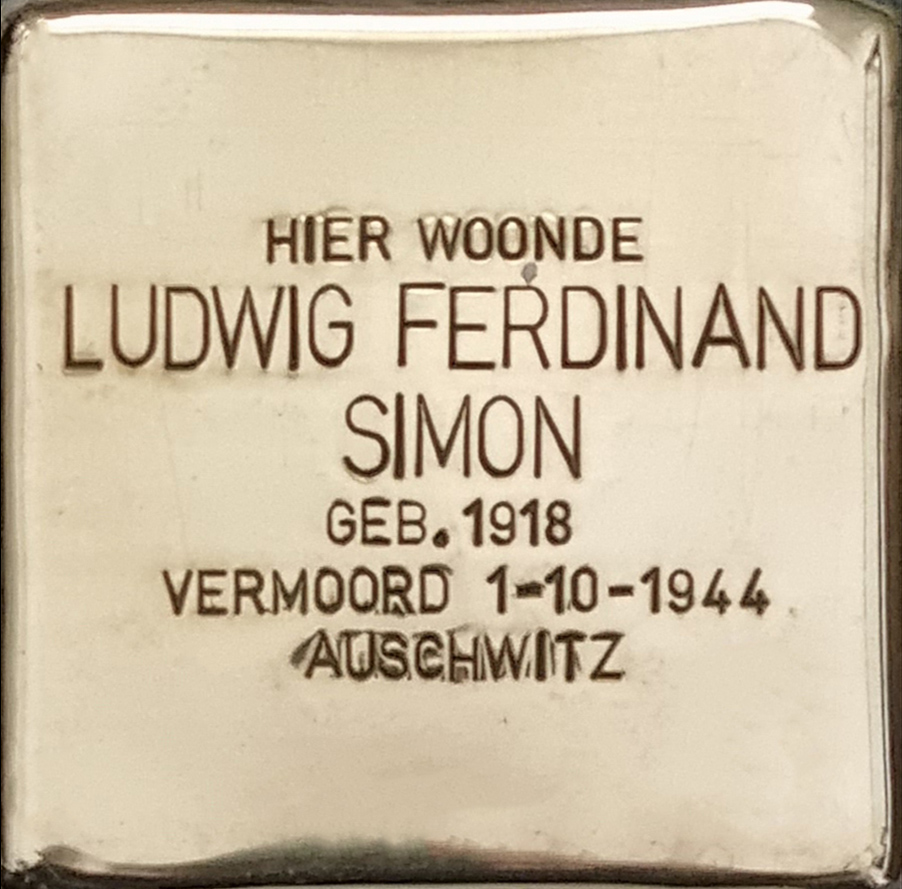 HIER WOONDE
LUDWIG FERDINAND
SIMON
GEB. 1918
VERMOORD 1-10-1944
AUSCHWITZ